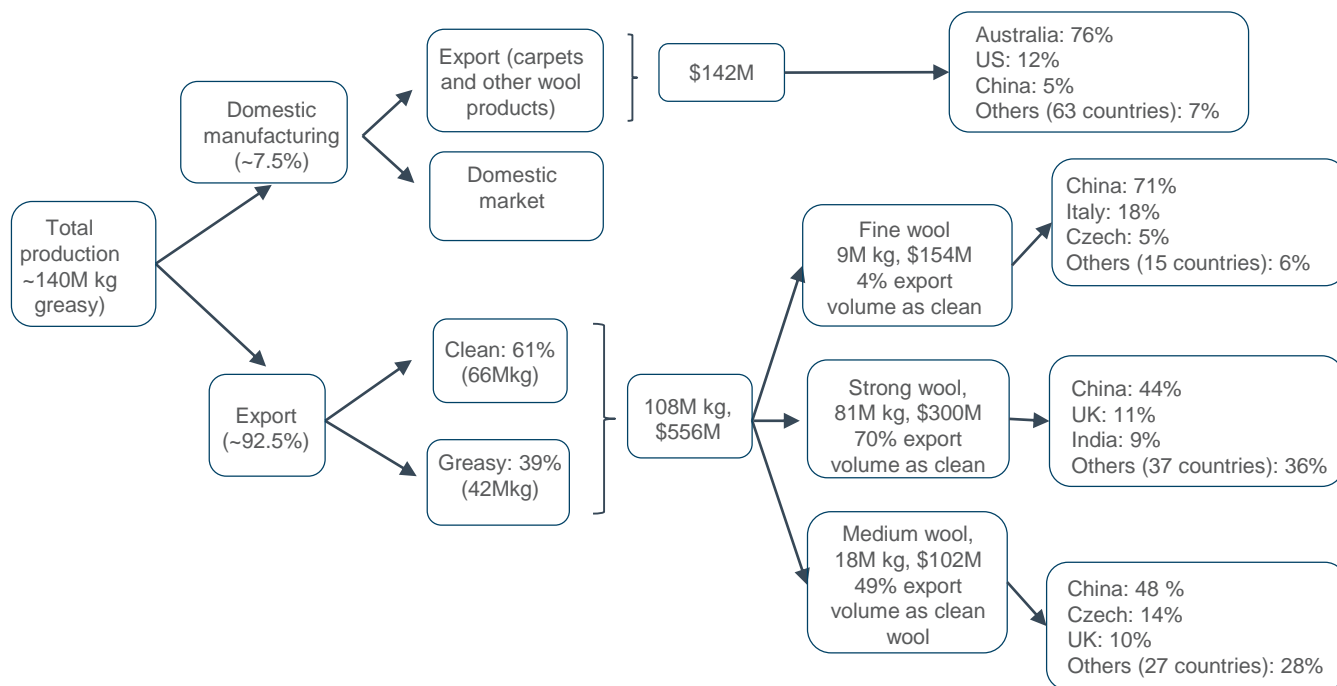 Total
production
~140M kg
greasy)
Domestic
manufacturing
(~7.5%)
Export
(~92.5%)
Export (carpets
and other wool
products)
Domestic
market
Clean: 61%
(66Mkg)
Greasy: 39%
(42Mkg)
$142M
108M kg,
$556M
Fine wool
9M kg, $154M
4% export
volume as clean
Strong wool,
81M kg, $300M
70% export
volume as clean
Medium wool,
18M kg, $102M
49% export
volume as clean
wool
Australia: 76%
US: 12%
China: 5%
Others (63 countries): 7%
China: 71%
Italy: 18%
Czech: 5%
Others (15 countries): 6%
China: 44%
UK: 11%
India: 9%
Others (37 countries): 36%
China: 48 %
Czech: 14%
UK: 10%
Others (27 countries): 28%